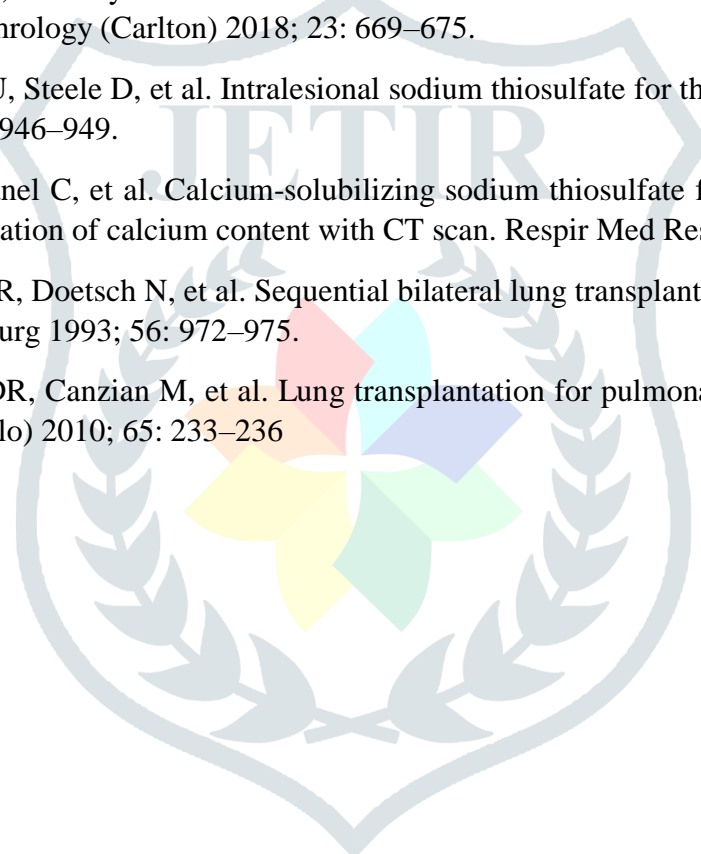 hrology (Carlton) 2018; 23: 669–675.
J, Steele D, et al. Intralesional sodium thiosulfate for th
946–949.
JETIR
nel C, et al. Calcium-solubilizing sodium thiosulfate f
ation of calcium content with CT scan. Respir Med Res
R, Doetsch N, et al. Sequential bilateral lung transplant
urg 1993; 56: 972–975.
DR, Canzian M, et al. Lung transplantation for pulmona
lo) 2010; 65: 233–236